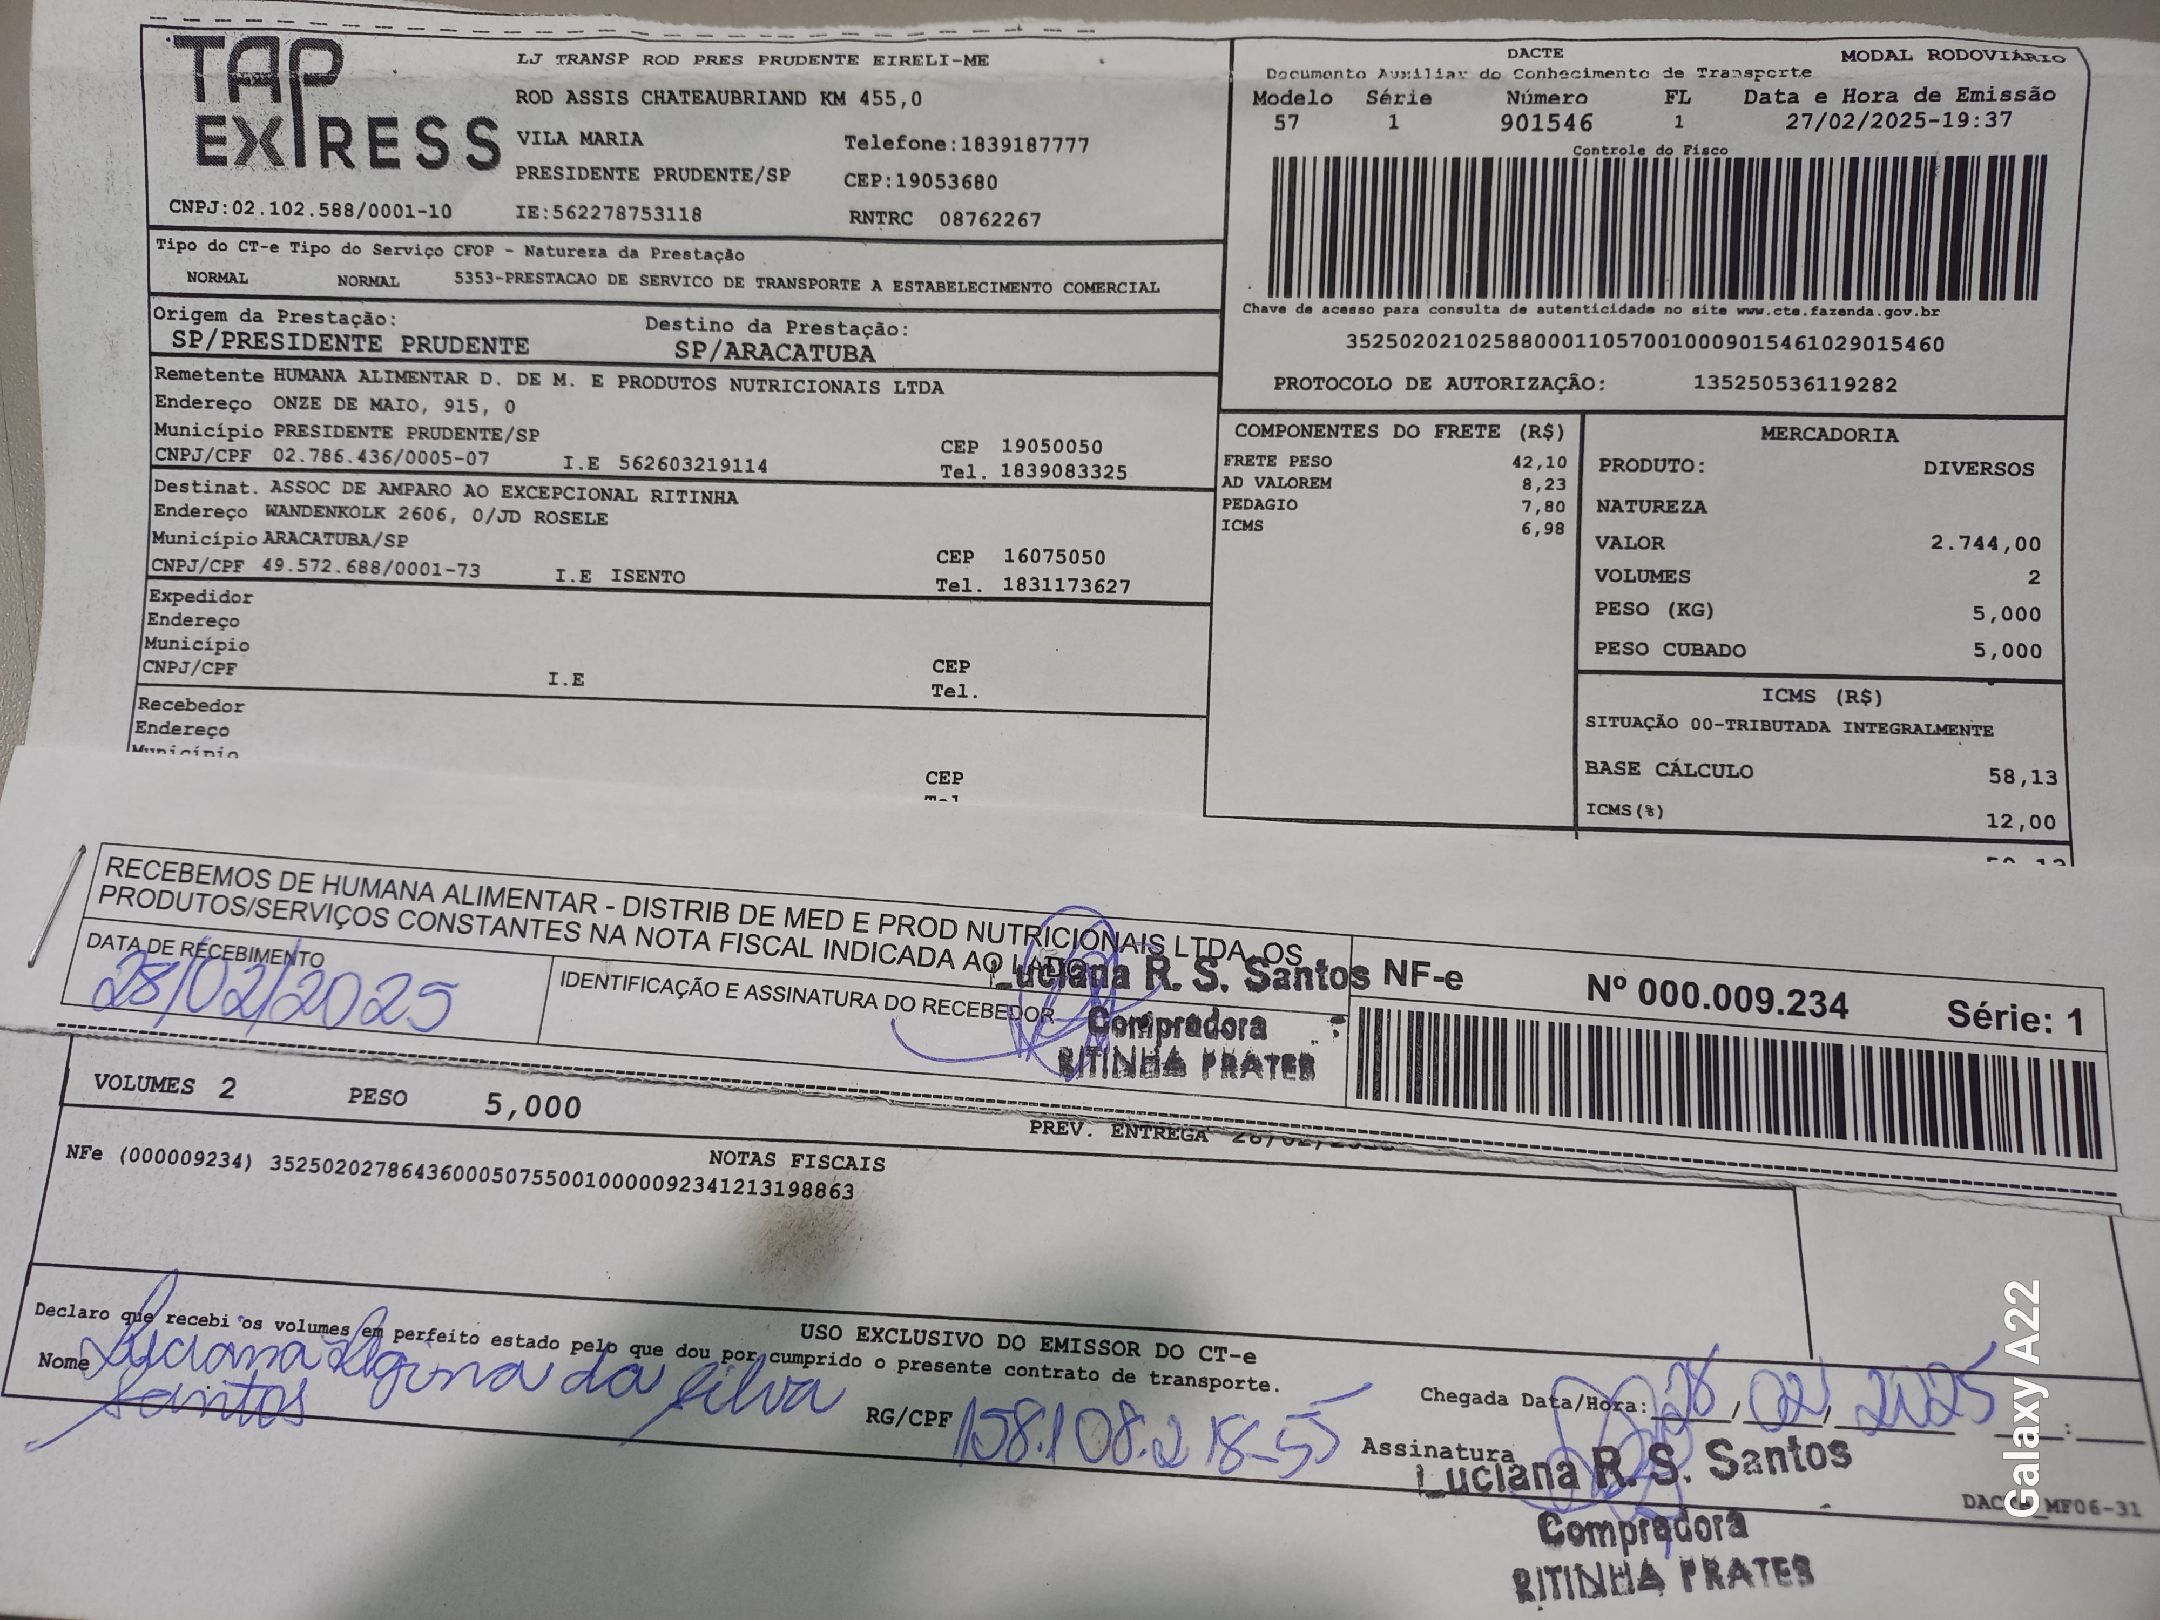 TAP
EXPRESS
LJ TRANSP ROD PRES PRUDENTE EIRELI-ME
ROD ASSIS CHATEAUBRIAND KM 455,0
VILA MARIA Telefone:1839187777
PRESIDENTE PRUDENTE/SP CEP:19053680
CNPJ:02.102.588/0001-10 IE:562278753118 RNTRC 08762267
DACTE MODAL RODOVIÁRIO
Documento Auxiliar do Conhecimento de Transporte
Modelo Série Número FL Data e Hora de Emissão
57 1 901546 1 27/02/2025-19:37
Controle do Fisco
Chave de acesso para consulta de autenticidade no site www.cte.fazenda.gov.br
35250202102588000110570010009015461029015460
PROTOCOLO DE AUTORIZAÇÃO: 135250536119282
Tipo do CT-e Tipo do Serviço CFOP - Natureza da Prestação
NORMAL NORMAL 5353-PRESTACAO DE SERVICO DE TRANSPORTE A ESTABELECIMENTO COMERCIAL
Origem da Prestação: Destino da Prestação:
SP/PRESIDENTE PRUDENTE SP/ARACATUBA
Remetente HUMANA ALIMENTAR D. DE M. E PRODUTOS NUTRICIONAIS LTDA
Endereço ONZE DE MAIO, 915, 0
Município PRESIDENTE PRUDENTE/SP CEP 19050050
CNPJ/CPF 02.786.436/0005-07 I.E 562603219114 Tel. 1839083325
Destinat. ASSOC DE AMPARO AO EXCEPCIONAL RITINHA
Endereço WANDENKOLK 2606, 0/JD ROSELE
Município ARACATUBA/SP CEP 16075050
CNPJ/CPF 49.572.688/0001-73 I.E ISENTO Tel. 1831173627
Expedidor
Endereço
Município CEP
CNPJ/CPF I.E Tel.
Recebedor
Endereço
Município CEP
Tel
COMPONENTES DO FRETE (R$)
FRETE PESO 42,10
AD VALOREM 8,23
PEDAGIO 7,80
ICMS 6,98
MERCADORIA
PRODUTO: DIVERSOS
NATUREZA
VALOR 2.744,00
VOLUMES 2
PESO (KG) 5,000
PESO CUBADO 5,000
ICMS (R$)
SITUAÇÃO 00-TRIBUTADA INTEGRALMENTE
BASE CÁLCULO 58,13
ICMS(%) 12,00
RECEBEMOS DE HUMANA ALIMENTAR - DISTRIB DE MED E PROD NUTRICIONAIS LTDA OS
PRODUTOS/SERVIÇOS CONSTANTES NA NOTA FISCAL INDICADA AO LADO
DATA DE RECEBIMENTO
28/02/2025
IDENTIFICAÇÃO E ASSINATURA DO RECEBEDOR
Luciana R. S. Santos
Compradora
RITINHA PRATES
NF-e Nº 000.009.234 Série: 1
VOLUMES 2 PESO 5,000
PREV. ENTREGA
NOTAS FISCAIS
NFe (000009234) 35250202786436000507550010000092341213198863
USO EXCLUSIVO DO EMISSOR DO CT-e
Declaro que recebi os volumes em perfeito estado pelo que dou por cumprido o presente contrato de transporte.
Nome Luciana Regina da Silva
Santos
RG/CPF 158.108.218-55
Chegada Data/Hora: 28/02/2025 :
Assinatura
Luciana R. S. Santos
Compradora
RITINHA PRATES
MF06-31
Galaxy A22